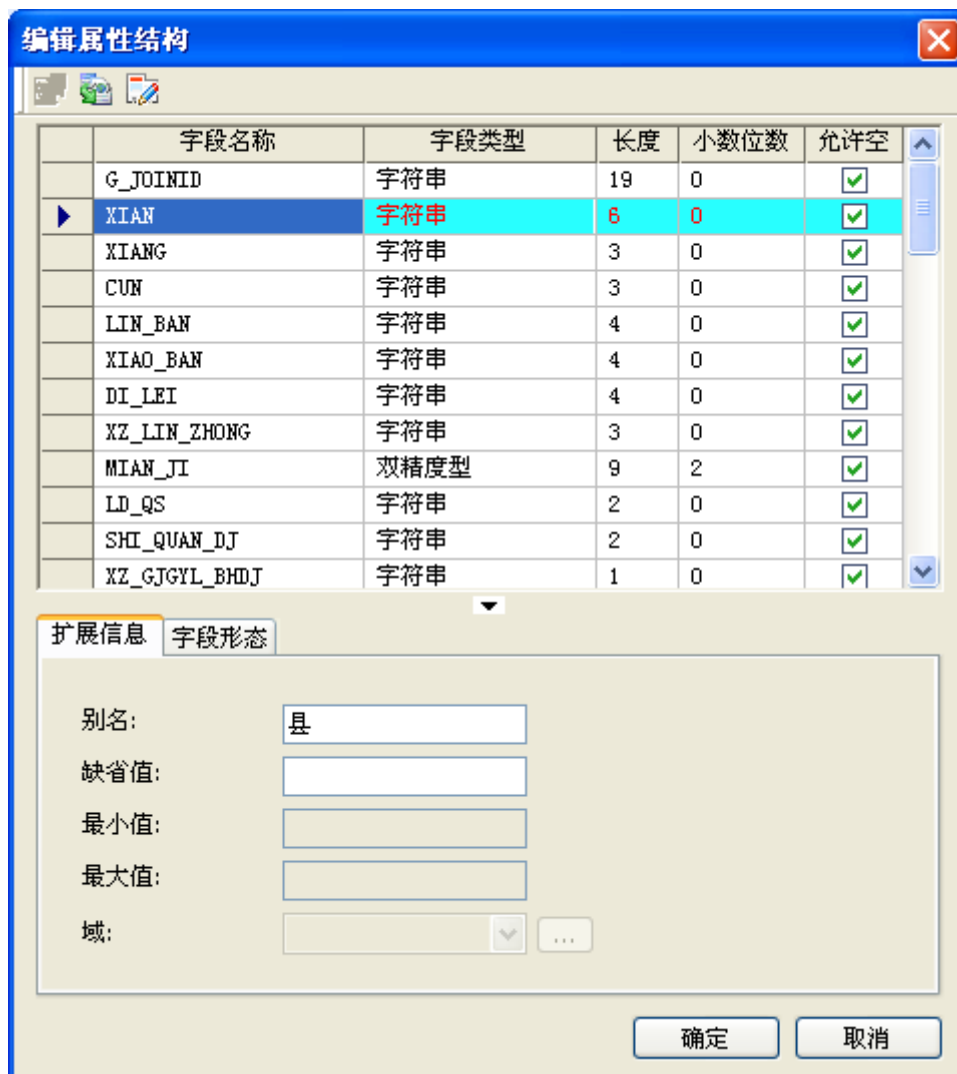 编辑属性结构
字段名称 字段类型 长度 小数位数 允许空
G_JOINID 字符串 19 0
XIAN 字符串 6 0
XIANG 字符串 3 0
CUN 字符串 3 0
LIN_BAN 字符串 4 0
XIAO_BAN 字符串 4 0
DI_LEI 字符串 4 0
XZ_LIN_ZHONG 字符串 3 0
MIAN_JI 双精度型 9 2
LD_QS 字符串 2 0
SHI_QUAN_DJ 字符串 2 0
XZ_GJGYL_BHDJ 字符串 1 0
扩展信息 字段形态
别名: 县
缺省值:
最小值:
最大值:
域: ...
确定 取消